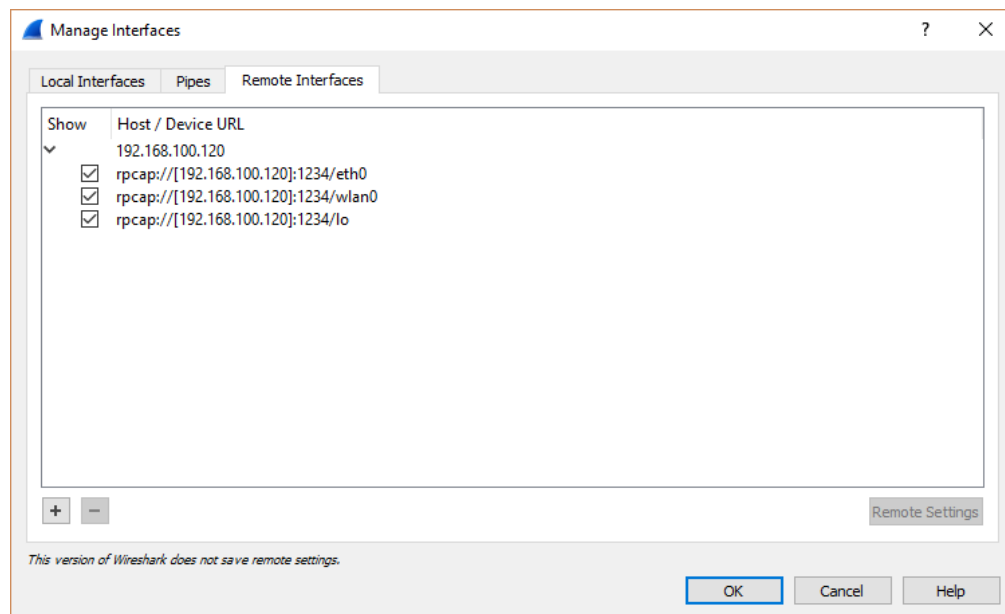 Manage Interfaces ? ×
Local Interfaces Pipes Remote Interfaces
Show Host / Device URL
192.168.100.120
rpcap://[192.168.100.120]:1234/eth0
rpcap://[192.168.100.120]:1234/wlan0
rpcap://[192.168.100.120]:1234/lo
+ − Remote Settings
This version of Wireshark does not save remote settings.
OK Cancel Help